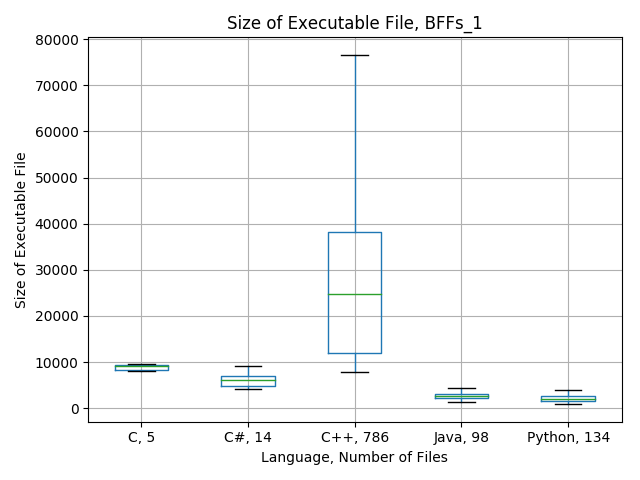 Size of Executable File, BFFs_1
80000
70000
60000
50000
40000
30000
20000
10000
0
Size of Executable File
C, 5
C#, 14
C++, 786
Java, 98
Python, 134
Language, Number of Files